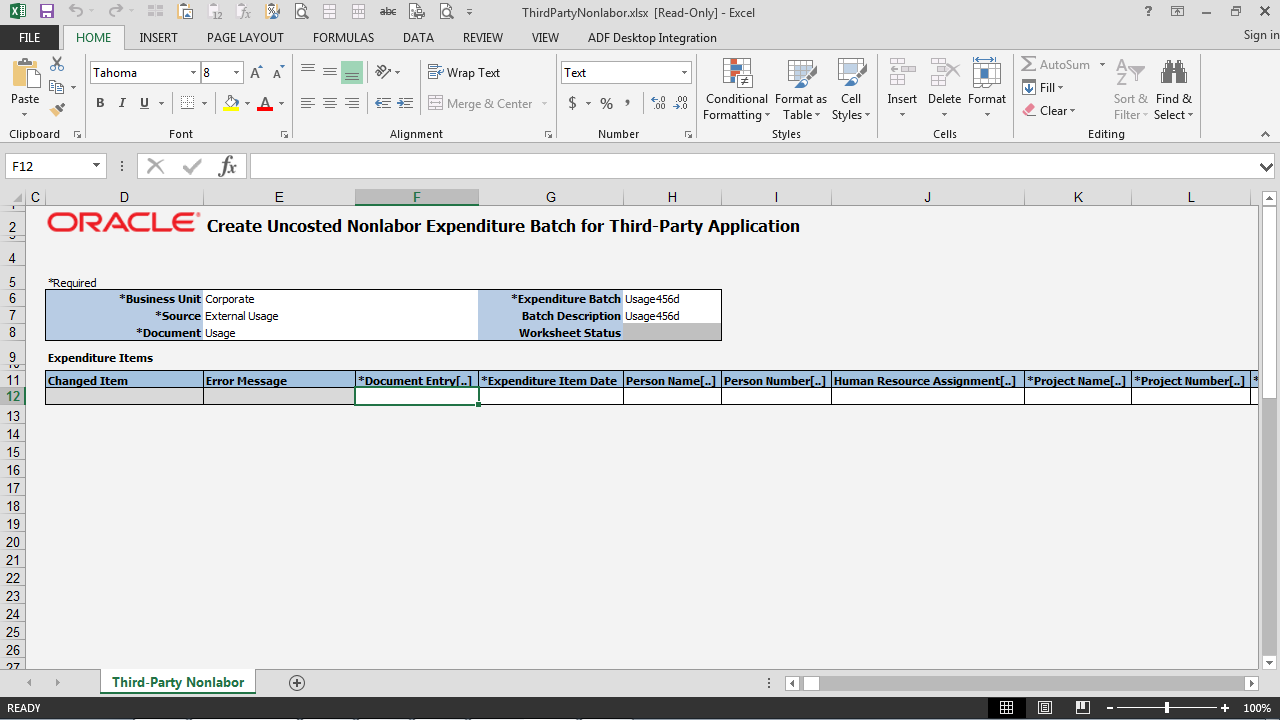 ThirdPartyNonlabor.xlsx [Read-Only] - Excel
FILE HOME INSERT PAGE LAYOUT FORMULAS DATA REVIEW VIEW ADF Desktop Integration Sign in
Tahoma 8 Wrap Text Text AutoSum
Paste Conditional Formatting Format as Table Cell Styles Insert Delete Format Fill Sort & Filter Find & Select
B I U Merge & Center $ % , Clear
Clipboard Font Alignment Number Styles Cells Editing
F12 fx
C D E F G H I J K L
2 ORACLE® Create Uncosted Nonlabor Expenditure Batch for Third-Party Application
4
5 *Required
6 *Business Unit Corporate *Expenditure Batch Usage456d
7 *Source External Usage Batch Description Usage456d
8 *Document Usage Worksheet Status
9 Expenditure Items
11 Changed Item Error Message *Document Entry[..] *Expenditure Item Date Person Name[..] Person Number[..] Human Resource Assignment[..] *Project Name[..] *Project Number[..] *
12
13
14
15
16
17
18
19
20
21
22
23
24
25
26
27
Third-Party Nonlabor
READY 100%